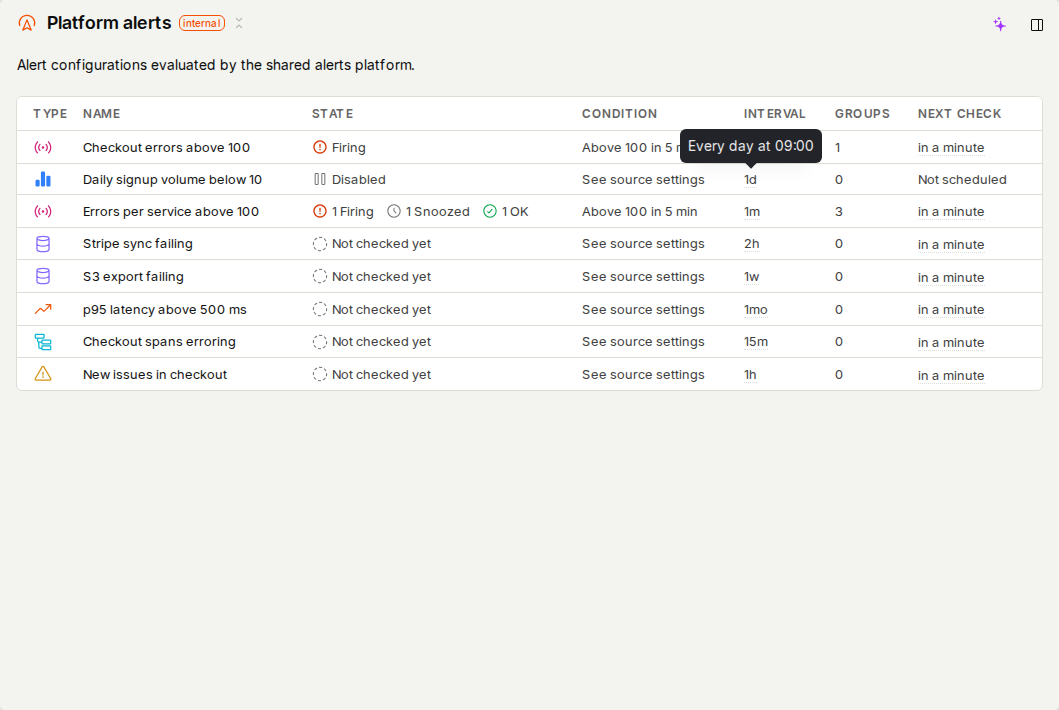 Platform alerts internal
Alert configurations evaluated by the shared alerts platform.
TYPE NAME STATE CONDITION INTERVAL GROUPS NEXT CHECK
Every day at 09:00
Checkout errors above 100 Firing Above 100 in 5 1 in a minute
Daily signup volume below 10 Disabled See source settings 1d 0 Not scheduled
Errors per service above 100 1 Firing 1 Snoozed 1 OK Above 100 in 5 min 1m 3 in a minute
Stripe sync failing Not checked yet See source settings 2h 0 in a minute
S3 export failing Not checked yet See source settings 1w 0 in a minute
p95 latency above 500 ms Not checked yet See source settings 1mo 0 in a minute
Checkout spans erroring Not checked yet See source settings 15m 0 in a minute
New issues in checkout Not checked yet See source settings 1h 0 in a minute